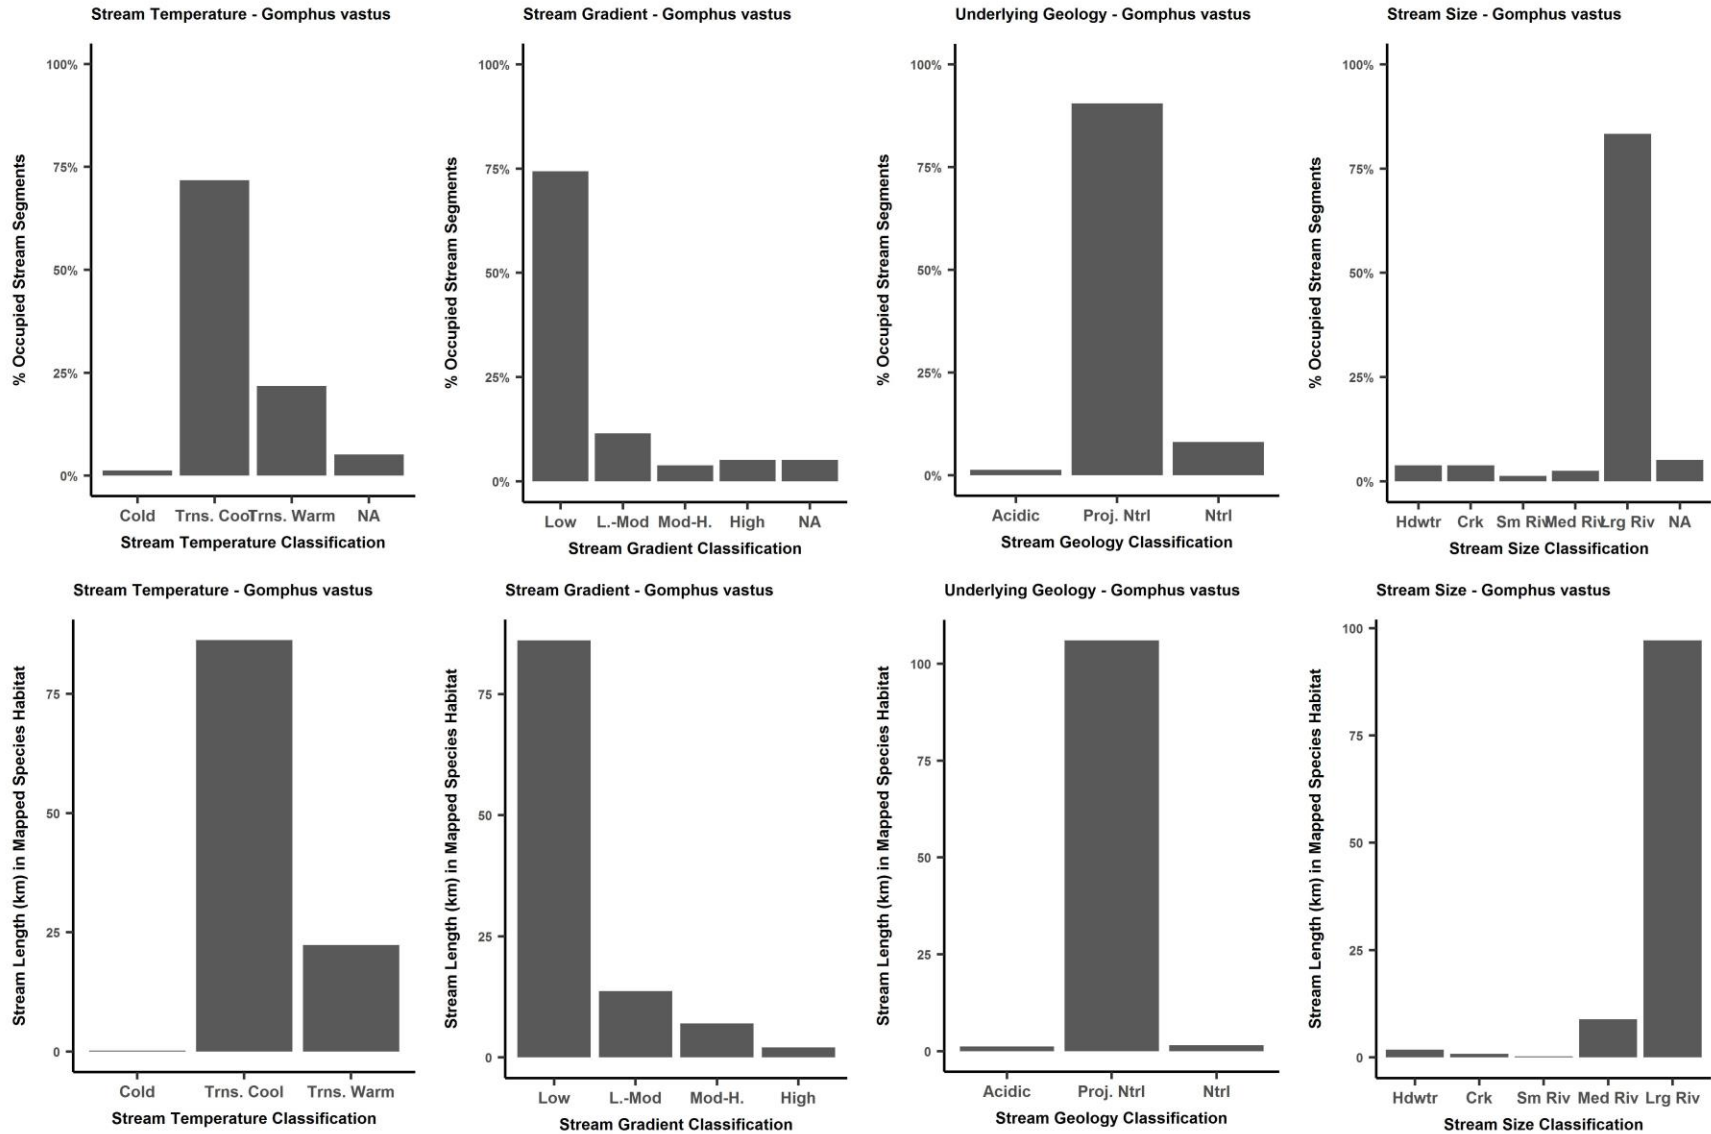 Stream Temperature - Gomphus vastus
% Occupied Stream Segments
100%
75%
50%
25%
0%
Cold Trns. Cool Trns. Warm NA
Stream Temperature Classification
Stream Gradient - Gomphus vastus
% Occupied Stream Segments
100%
75%
50%
25%
0%
Low L.-Mod Mod-H. High NA
Stream Gradient Classification
Underlying Geology - Gomphus vastus
% Occupied Stream Segments
100%
75%
50%
25%
0%
Acidic Proj. Ntrl Ntrl
Stream Geology Classification
Stream Size - Gomphus vastus
% Occupied Stream Segments
100%
75%
50%
25%
0%
Hdwtr Crk Sm Riv Med Riv Lrg Riv NA
Stream Size Classification
Stream Temperature - Gomphus vastus
Stream Length (km) in Mapped Species Habitat
75
50
25
0
Cold Trns. Cool Trns. Warm
Stream Temperature Classification
Stream Gradient - Gomphus vastus
Stream Length (km) in Mapped Species Habitat
75
50
25
0
Low L.-Mod Mod-H. High
Stream Gradient Classification
Underlying Geology - Gomphus vastus
Stream Length (km) in Mapped Species Habitat
100
75
50
25
0
Acidic Proj. Ntrl Ntrl
Stream Geology Classification
Stream Size - Gomphus vastus
Stream Length (km) in Mapped Species Habitat
100
75
50
25
0
Hdwtr Crk Sm Riv Med Riv Lrg Riv
Stream Size Classification